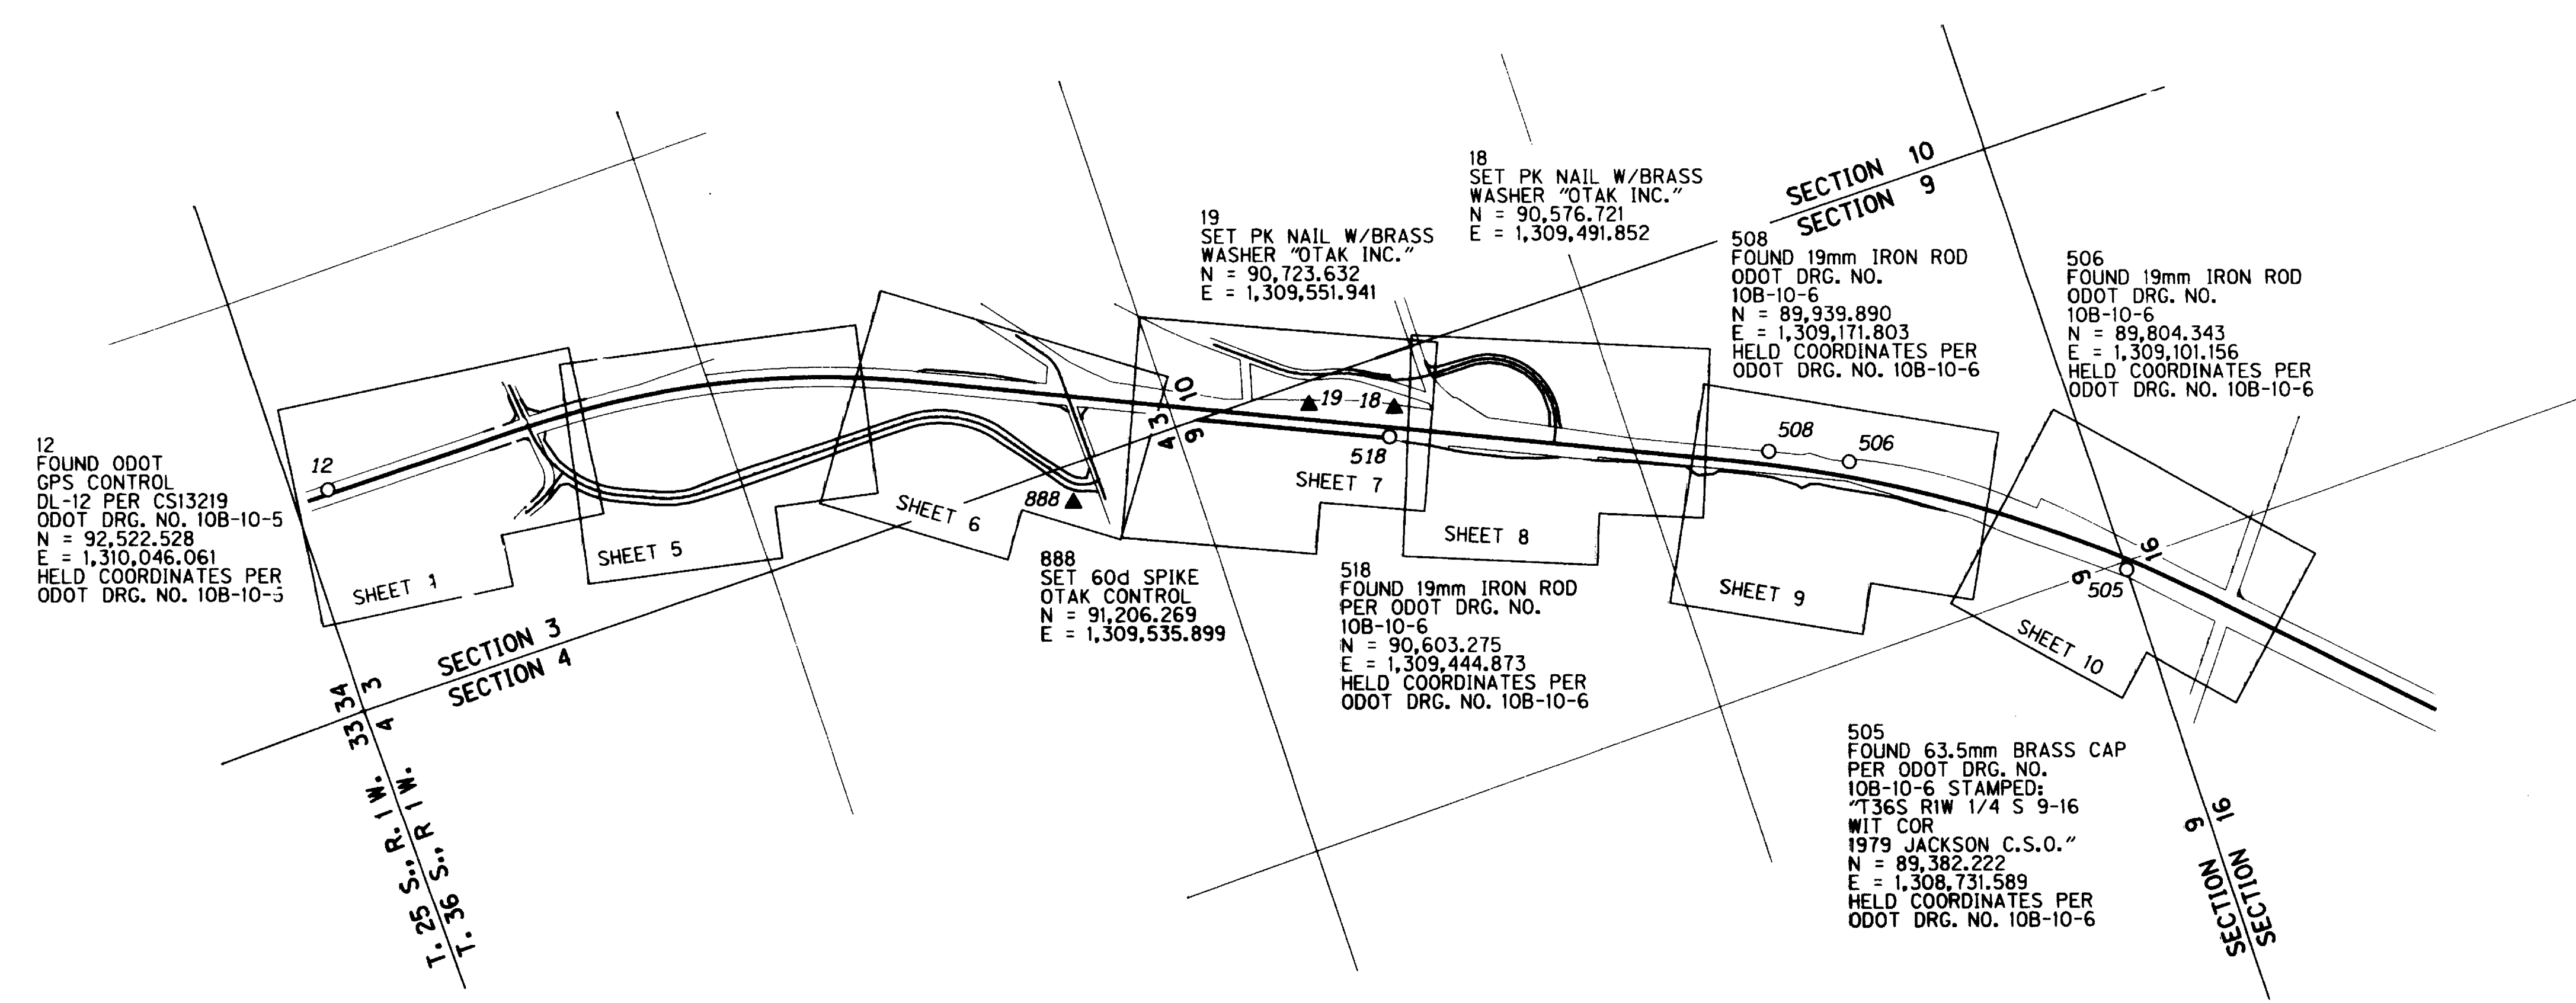 12
FOUND ODOT
GPS CONTROL
DL-12 PER CS13219
ODOT DRG. NO. 10B-10-5
N = 92,522.528
E = 1,310,046.061
HELD COORDINATES PER
ODOT DRG. NO. 10B-10-5
12
SHEET 1
SECTION 3
SECTION 4
33 34
4 3
T. 25 S., R. 1 W.
T. 36 S., R 1 W.
SHEET 5
SHEET 6
888
888
SET 60d SPIKE
OTAK CONTROL
N = 91,206.269
E = 1,309,535.899
3 10
4 9
19
SET PK NAIL W/BRASS
WASHER "OTAK INC."
N = 90,723.632
E = 1,309,551.941
18
SET PK NAIL W/BRASS
WASHER "OTAK INC."
N = 90,576.721
E = 1,309,491.852
19
18
518
SHEET 7
518
FOUND 19mm IRON ROD
PER ODOT DRG. NO.
10B-10-6
N = 90,603.275
E = 1,309,444.873
HELD COORDINATES PER
ODOT DRG. NO. 10B-10-6
SHEET 8
SECTION 10
SECTION 9
508
FOUND 19mm IRON ROD
ODOT DRG. NO.
10B-10-6
N = 89,939.890
E = 1,309,171.803
HELD COORDINATES PER
ODOT DRG. NO. 10B-10-6
506
FOUND 19mm IRON ROD
ODOT DRG. NO.
10B-10-6
N = 89,804.343
E = 1,309,101.156
HELD COORDINATES PER
ODOT DRG. NO. 10B-10-6
508
506
SHEET 9
16
9
505
SHEET 10
505
FOUND 63.5mm BRASS CAP
PER ODOT DRG. NO.
10B-10-6 STAMPED:
"T36S R1W 1/4 S 9-16
WIT COR
1979 JACKSON C.S.O."
N = 89,382.222
E = 1,308,731.589
HELD COORDINATES PER
ODOT DRG. NO. 10B-10-6
SECTION 9
SECTION 16